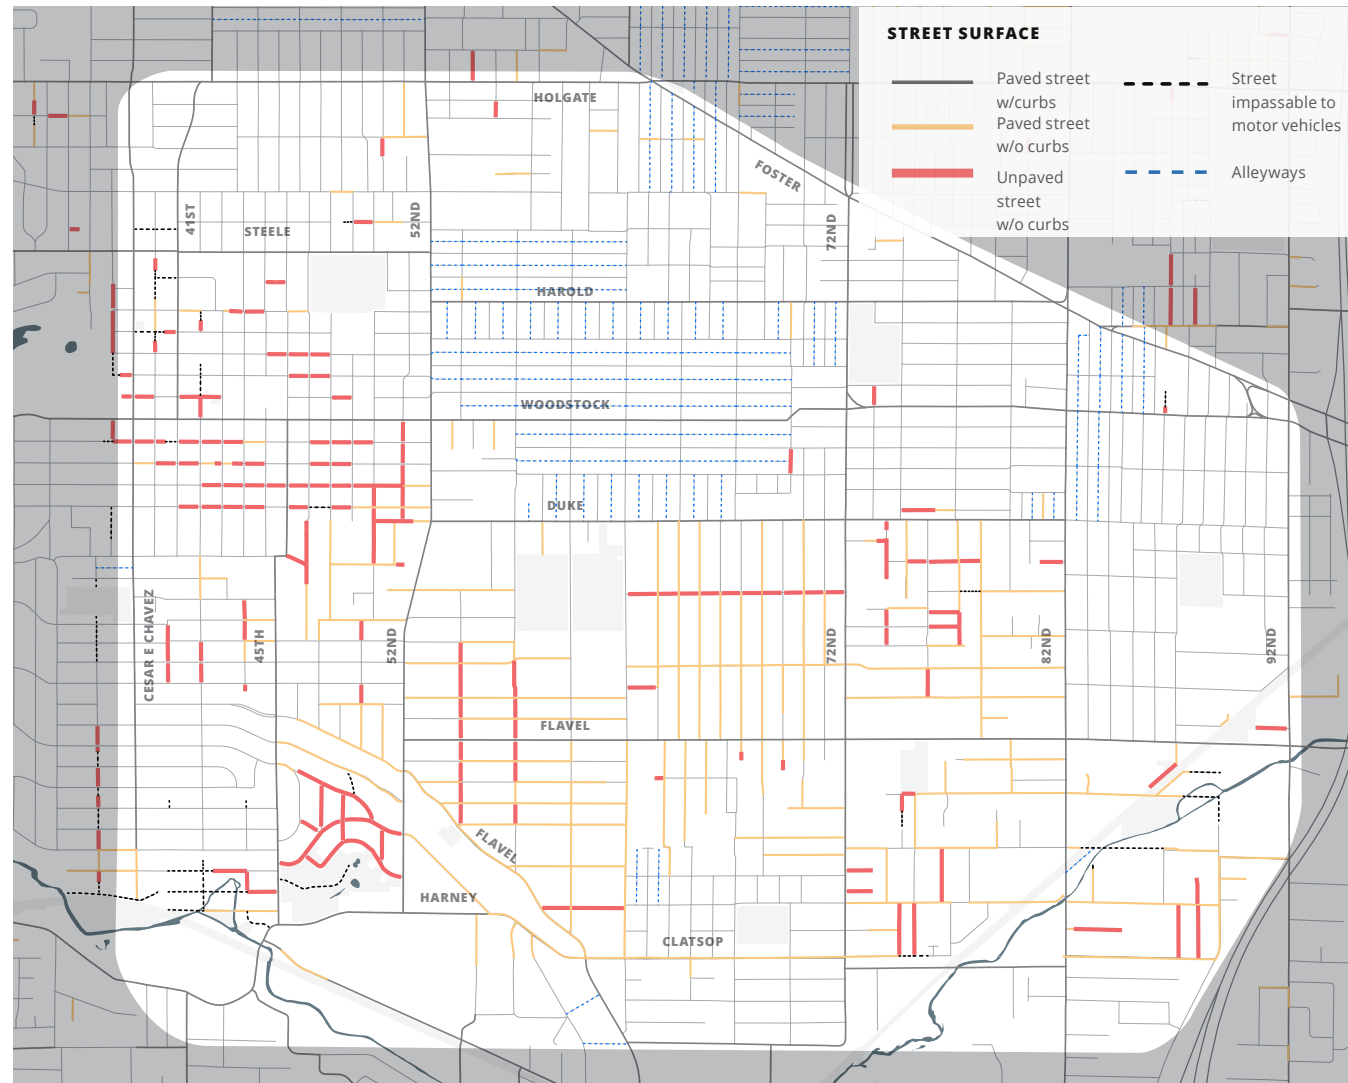 STREET SURFACE
Paved street
w/curbs
Paved street
w/o curbs
Unpaved
street
w/o curbs
Street
impassable to
motor vehicles
Alleyways
HOLGATE
FOSTER
41ST
STEELE
52ND
72ND
HAROLD
WOODSTOCK
DUKE
CESAR E CHAVEZ
45TH
52ND
72ND
82ND
92ND
FLAVEL
FLAVEL
HARNEY
CLATSOP